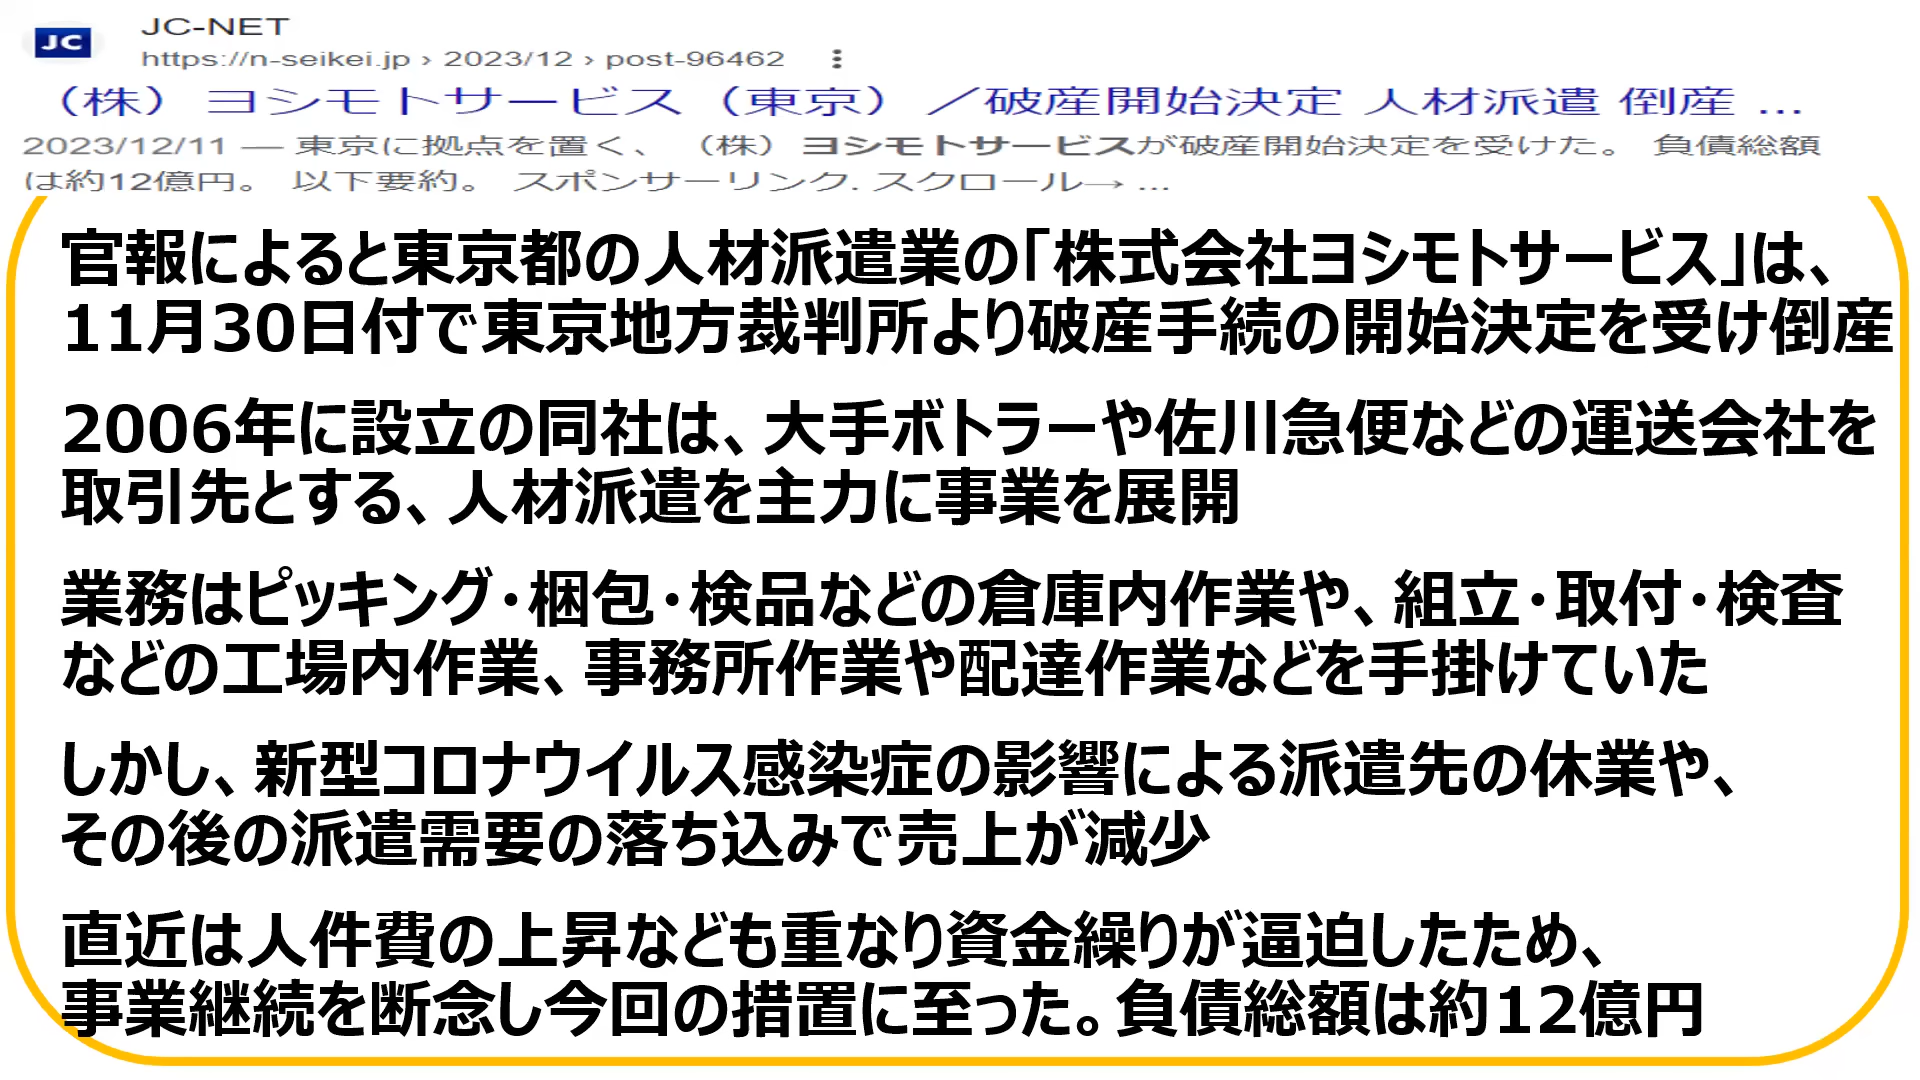 JC
JC-NET
https://n-seikei.jp › 2023/12 › post-96462
（株）ヨシモトサービス（東京）／破産開始決定 人材派遣 倒産 ...
2023/12/11 — 東京に拠点を置く、（株）ヨシモトサービスが破産開始決定を受けた。 負債総額
は約12億円。 以下要約。 スポンサーリンク. スクロール→ ...
官報によると東京都の人材派遣業の「株式会社ヨシモトサービス」は、
11月30日付で東京地方裁判所より破産手続の開始決定を受け倒産
2006年に設立の同社は、大手ボトラーや佐川急便などの運送会社を
取引先とする、人材派遣を主力に事業を展開
業務はピッキング・梱包・検品などの倉庫内作業や、組立・取付・検査
などの工場内作業、事務所作業や配達作業などを手掛けていた
しかし、新型コロナウイルス感染症の影響による派遣先の休業や、
その後の派遣需要の落ち込みで売上が減少
直近は人件費の上昇なども重なり資金繰りが逼迫したため、
事業継続を断念し今回の措置に至った。負債総額は約12億円